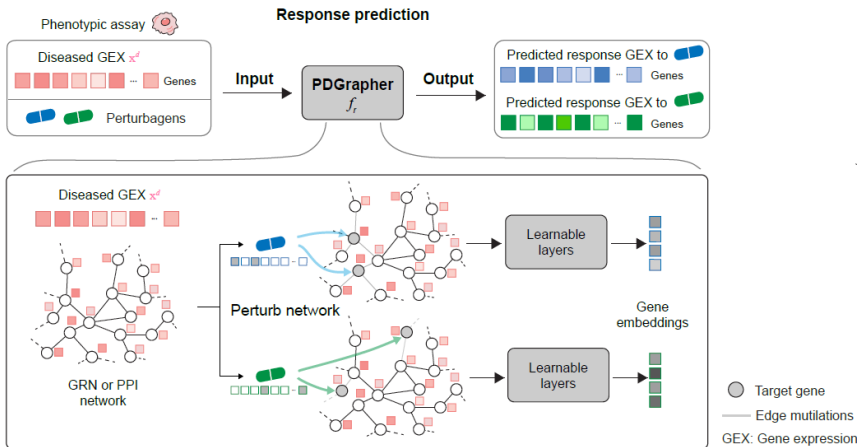 Response prediction
Phenotypic assay
Diseased GEX x^d
... Genes
Perturbagens
Input
PDGrapher
f_r
Output
Predicted response GEX to
... Genes
Predicted response GEX to
... Genes
Diseased GEX x^d
...
GRN or PPI
network
Perturb network
Learnable
layers
Learnable
layers
Gene
embeddings
Target gene
Edge mutilations
GEX: Gene expression